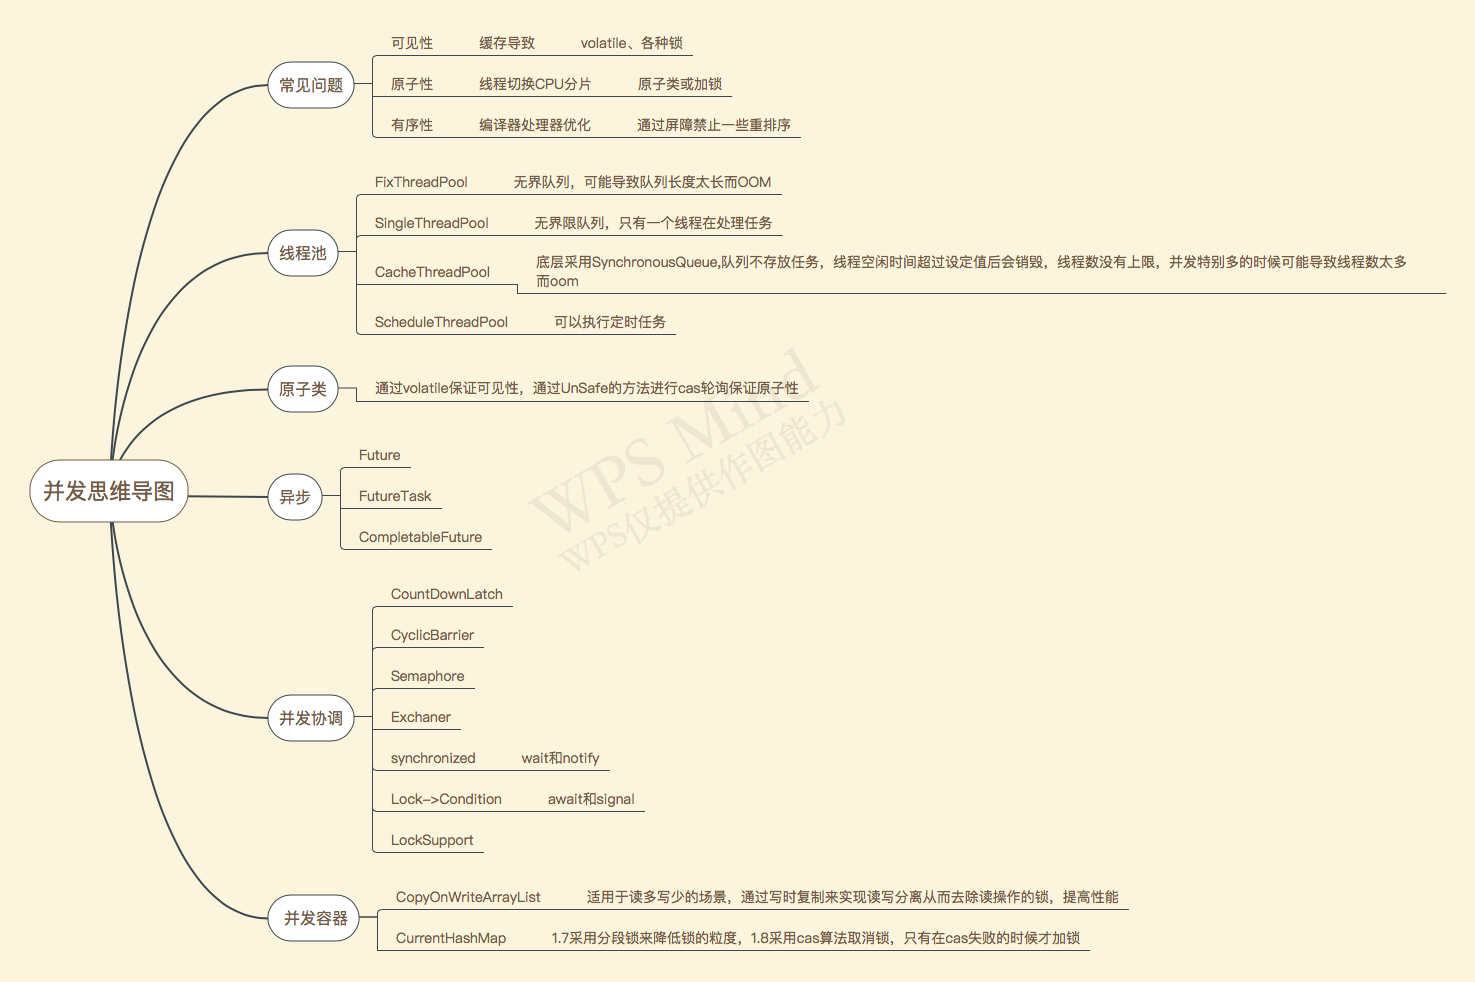 可见性 缓存导致 volatile、各种锁
常见问题
原子性 线程切换CPU分片 原子类或加锁
有序性 编译器处理器优化 通过屏障禁止一些重排序
FixThreadPool 无界队列，可能导致队列长度太长而OOM
SingleThreadPool 无界限队列，只有一个线程在处理任务
线程池
CacheThreadPool 底层采用SynchronousQueue,队列不存放任务，线程空闲时间超过设定值后会销毁，线程数没有上限，并发特别多的时候可能导致线程数太多
而oom
ScheduleThreadPool 可以执行定时任务
原子类 通过volatile保证可见性，通过UnSafe的方法进行cas轮询保证原子性
WPS Mind
WPS仅提供作图能力
并发思维导图
Future
异步 FutureTask
CompletableFuture
CountDownLatch
CyclicBarrier
Semaphore
并发协调 Exchaner
synchronized wait和notify
Lock->Condition await和signal
LockSupport
CopyOnWriteArrayList 适用于读多写少的场景，通过写时复制来实现读写分离从而去除读操作的锁，提高性能
并发容器
CurrentHashMap 1.7采用分段锁来降低锁的粒度，1.8采用cas算法取消锁，只有在cas失败的时候才加锁